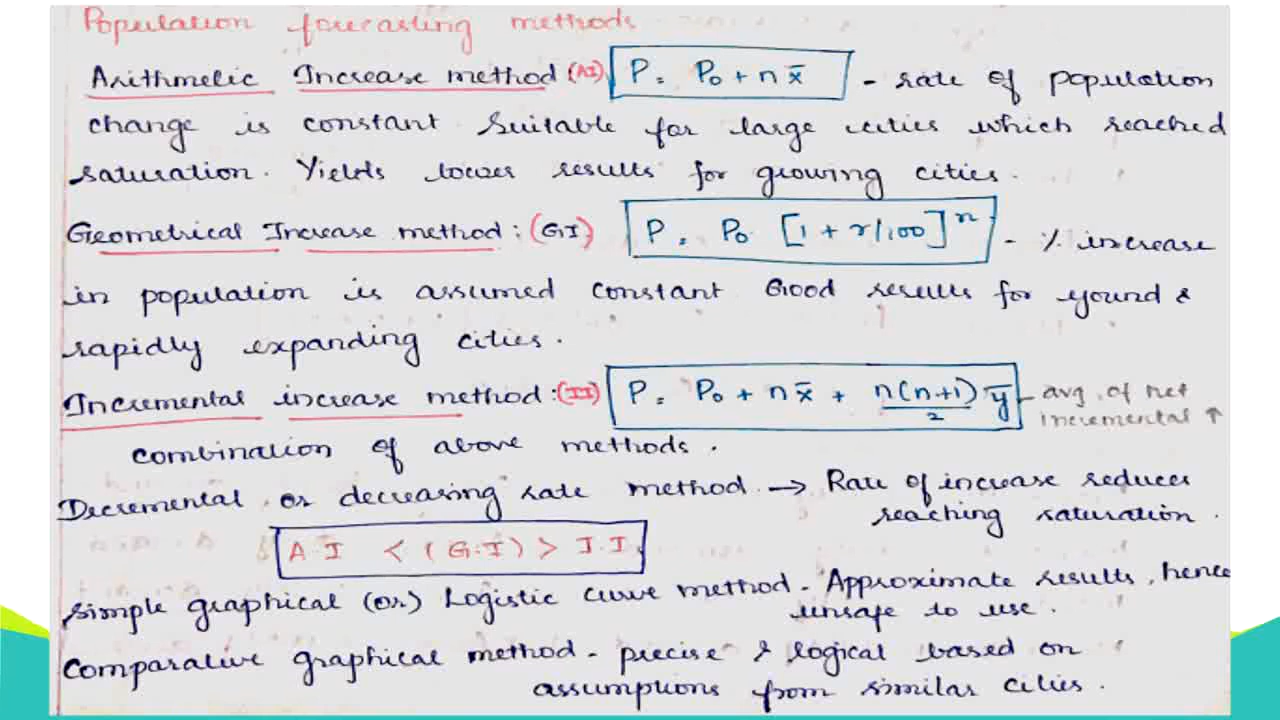 Population forecasting methods
Arithmetic Increase method (AI) P = P₀ + n x̄ - rate of population
change is constant Suitable for large cities which reached
saturation. Yields lower results for growing cities.
Geometrical Increase method: (G.I) P = P₀ [1 + r/100]ⁿ - % increase
in population is assumed constant Good results for yound &
rapidly expanding cities.
Incremental increase method: (II) P = P₀ + n x̄ + n(n+1)/2 ȳ - avg. of net
incremental ↑
combination of above methods.
Decremental or decreasing rate method → Rate of increase reduces
reaching saturation.
A.I < (G.I) > I.I.
Simple graphical (or) Logistic curve method - Approximate results, hence
unsafe to use.
Comparative graphical method - precise & logical based on
assumptions from similar cities.